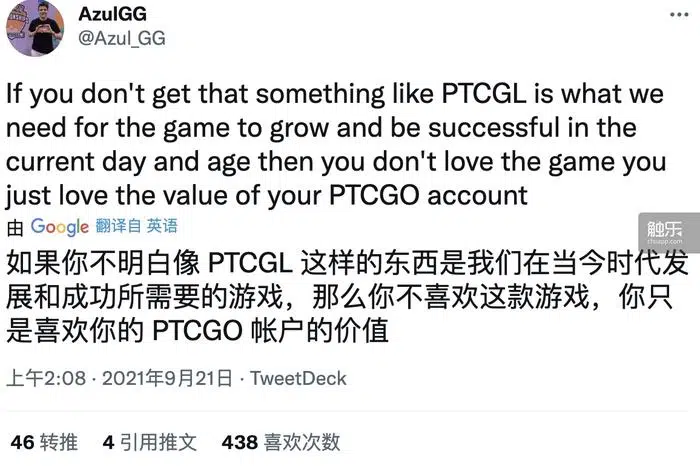 AzulGG
@Azul_GG
If you don't get that something like PTCGL is what we
need for the game to grow and be successful in the
current day and age then you don't love the game you
just love the value of your PTCGO account
由 Google 翻译自 英语
触乐
chuapp.com
如果你不明白像 PTCGL 这样的东西是我们在当今时代发
展和成功所需要的游戏，那么你不喜欢这款游戏，你只
是喜欢你的 PTCGO 帐户的价值
上午2:08 · 2021年9月21日 · TweetDeck
46 转推 4 引用推文 438 喜欢次数